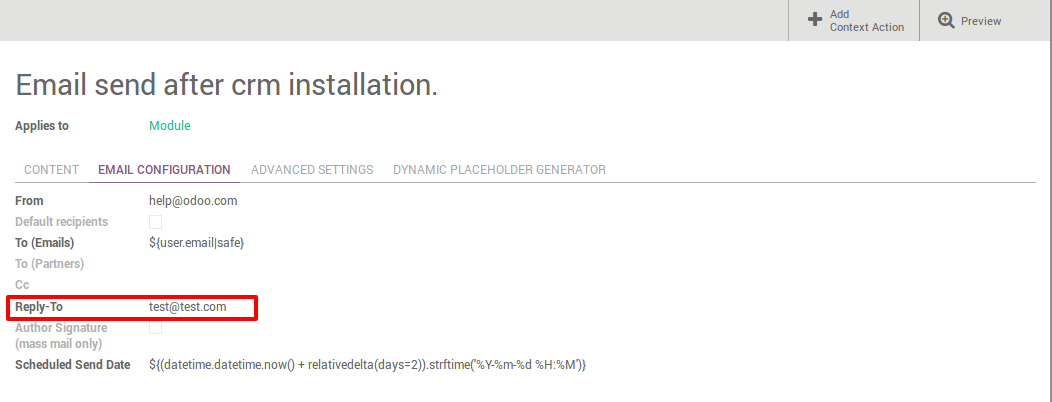 Add
Context Action
Preview
Email send after crm installation.
Applies to Module
CONTENT EMAIL CONFIGURATION ADVANCED SETTINGS DYNAMIC PLACEHOLDER GENERATOR
From help@odoo.com
Default recipients
To (Emails) ${user.email|safe}
To (Partners)
Cc
Reply-To test@test.com
Author Signature
(mass mail only)
Scheduled Send Date ${(datetime.datetime.now() + relativedelta(days=2)).strftime('%Y-%m-%d %H:%M')}